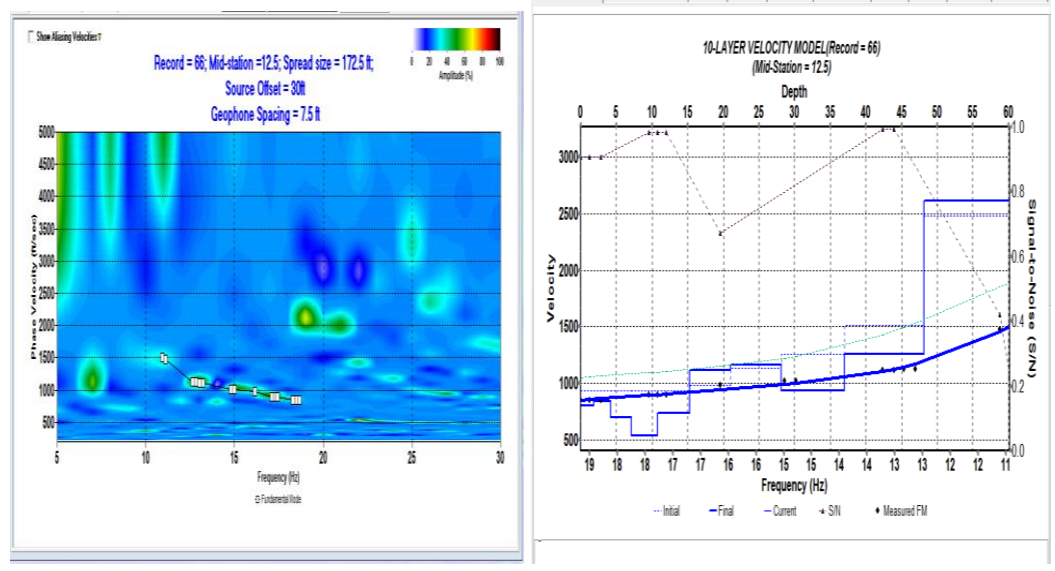 Show Aliasing Velocities
0 20 40 60 80 100
Amplitude (%)
Record = 66; Mid-station =12.5; Spread size = 172.5 ft;
Source Offset = 30ft
Geophone Spacing = 7.5 ft
5000
4500
4000
3500
3000
2500
2000
1500
1000
500
Phase Velocity (ft/sec)
5 10 15 20 25 30
Frequency (Hz)
Fundamental Mode
10-LAYER VELOCITY MODEL(Record = 66)
(Mid-Station = 12.5)
Depth
0 5 10 15 20 25 30 35 40 45 50 55 60
3000
2500
2000
1500
1000
500
Velocity
1.0
0.8
0.6
0.4
0.2
0.0
Signal-to-Noise (S/N)
19 18 18 17 17 16 16 15 15 14 14 13 13 12 12 11
Frequency (Hz)
Initial Final Current S/N Measured FM